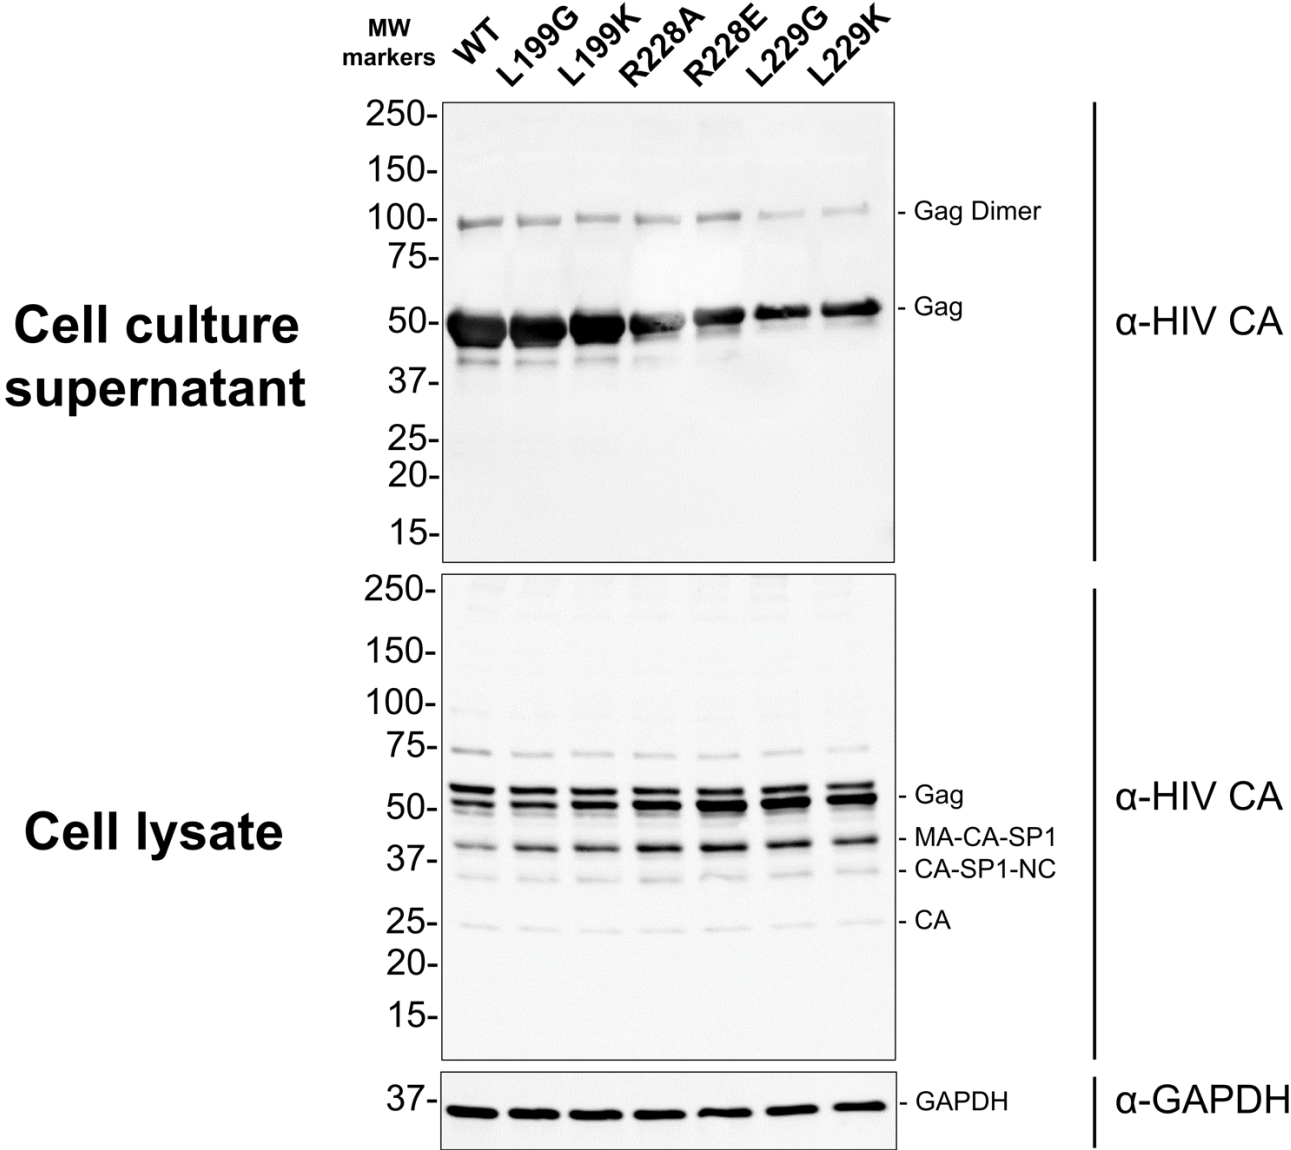 MW
markers
WT
L199G
L199K
R228A
R228E
L229G
L229K
250-
150-
100-
75-
50-
37-
25-
20-
15-
- Gag Dimer
- Gag
Cell culture
supernatant
α-HIV CA
250-
150-
100-
75-
50-
37-
25-
20-
15-
- Gag
- MA-CA-SP1
- CA-SP1-NC
- CA
Cell lysate
α-HIV CA
37-
- GAPDH
α-GAPDH